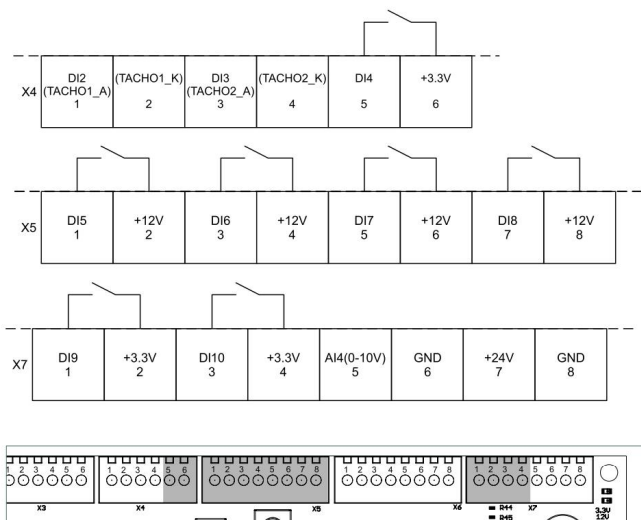 X4
DI2 (TACHO1_K) DI3 (TACHO2_K) DI4 +3.3V
(TACHO1_A) (TACHO2_A)
1 2 3 4 5 6
X5
DI5 +12V DI6 +12V DI7 +12V DI8 +12V
1 2 3 4 5 6 7 8
X7
DI9 +3.3V DI10 +3.3V AI4(0-10V) GND +24V GND
1 2 3 4 5 6 7 8
1 2 3 4 5 6 1 2 3 4 5 6 1 2 3 4 5 6 7 8 1 2 3 4 5 6 7 8 1 2 3 4 5 6 7 8
X3 X4 X5 X6 X7
R44
R45
3.3V
12V